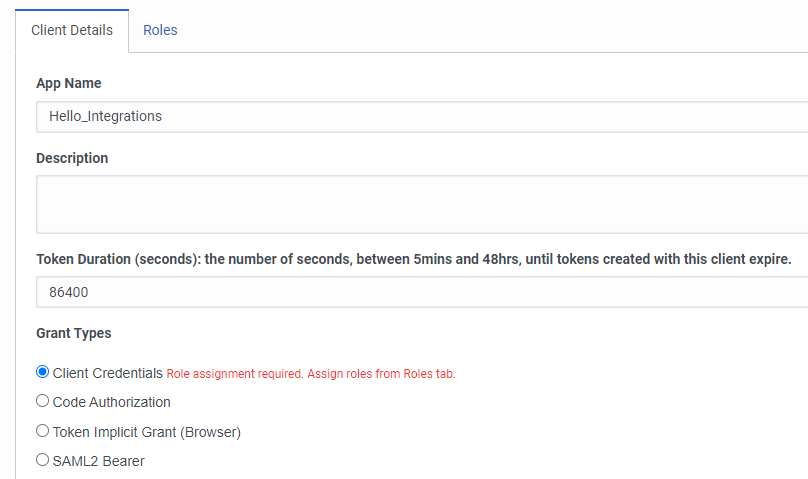 Client Details
Roles
App Name
Hello_Integrations
Description
Token Duration (seconds): the number of seconds, between 5mins and 48hrs, until tokens created with this client expire.
86400
Grant Types
Client Credentials Role assignment required. Assign roles from Roles tab.
Code Authorization
Token Implicit Grant (Browser)
SAML2 Bearer